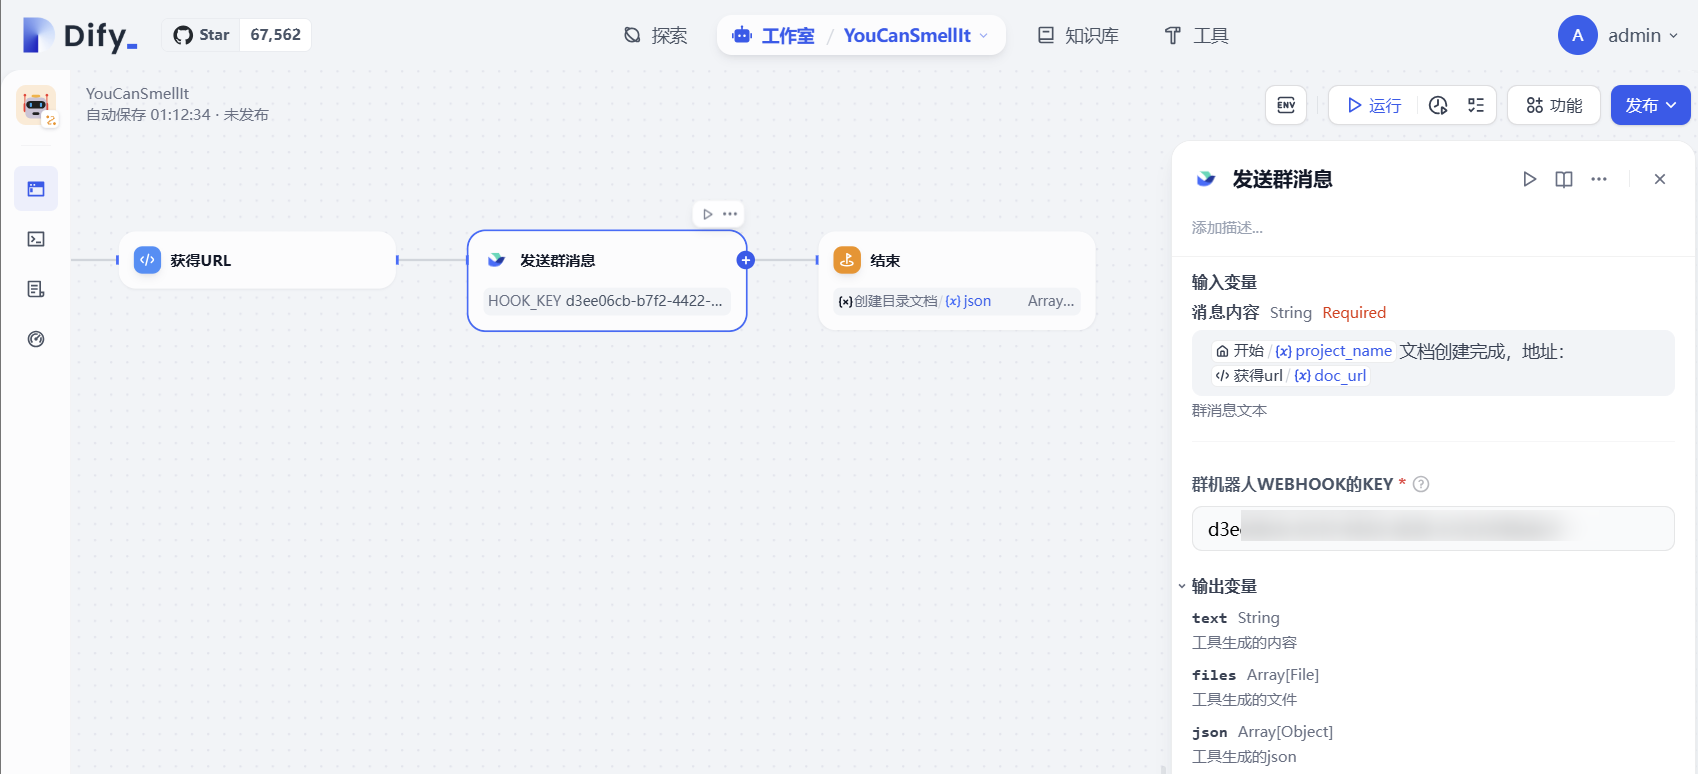 Dify_
Star 67,562
探索
工作室 / YouCanSmellIt
知识库
工具
A admin
YouCanSmellIt
自动保存 01:12:34 · 未发布
ENV
运行
功能
发布
获得URL
发送群消息
HOOK_KEY d3ee06cb-b7f2-4422-...
结束
{x}创建目录文档/{x}json Array...
发送群消息
添加描述...
输入变量
消息内容 String Required
开始/{x}project_name 文档创建完成，地址：
获得url/{x}doc_url
群消息文本
群机器人WEBHOOK的KEY *
d3e
输出变量
text String
工具生成的内容
files Array[File]
工具生成的文件
json Array[Object]
工具生成的json